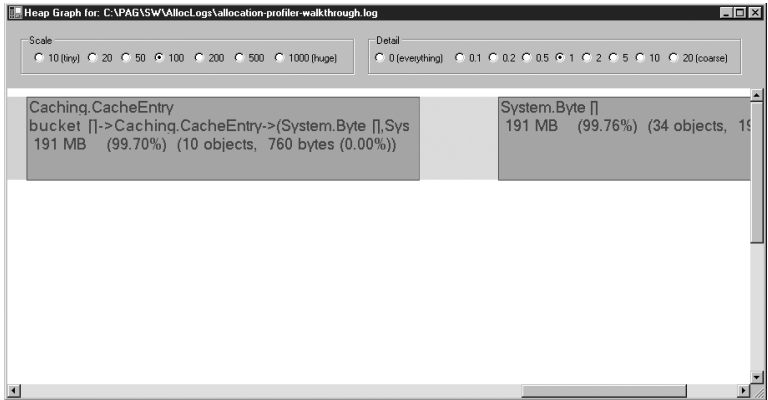 Heap Graph for: C:\PAG\SW\AllocLogs\allocation-profiler-walkthrough.log
Scale
10 (tiny) 20 50 100 200 500 1000 (huge)
Detail
0 (everything) 0.1 0.2 0.5 1 2 5 10 20 (coarse)
Caching.CacheEntry
bucket []->Caching.CacheEntry->(System.Byte [],Sys
191 MB (99.70%) (10 objects, 760 bytes (0.00%))
System.Byte []
191 MB (99.76%) (34 objects, 19